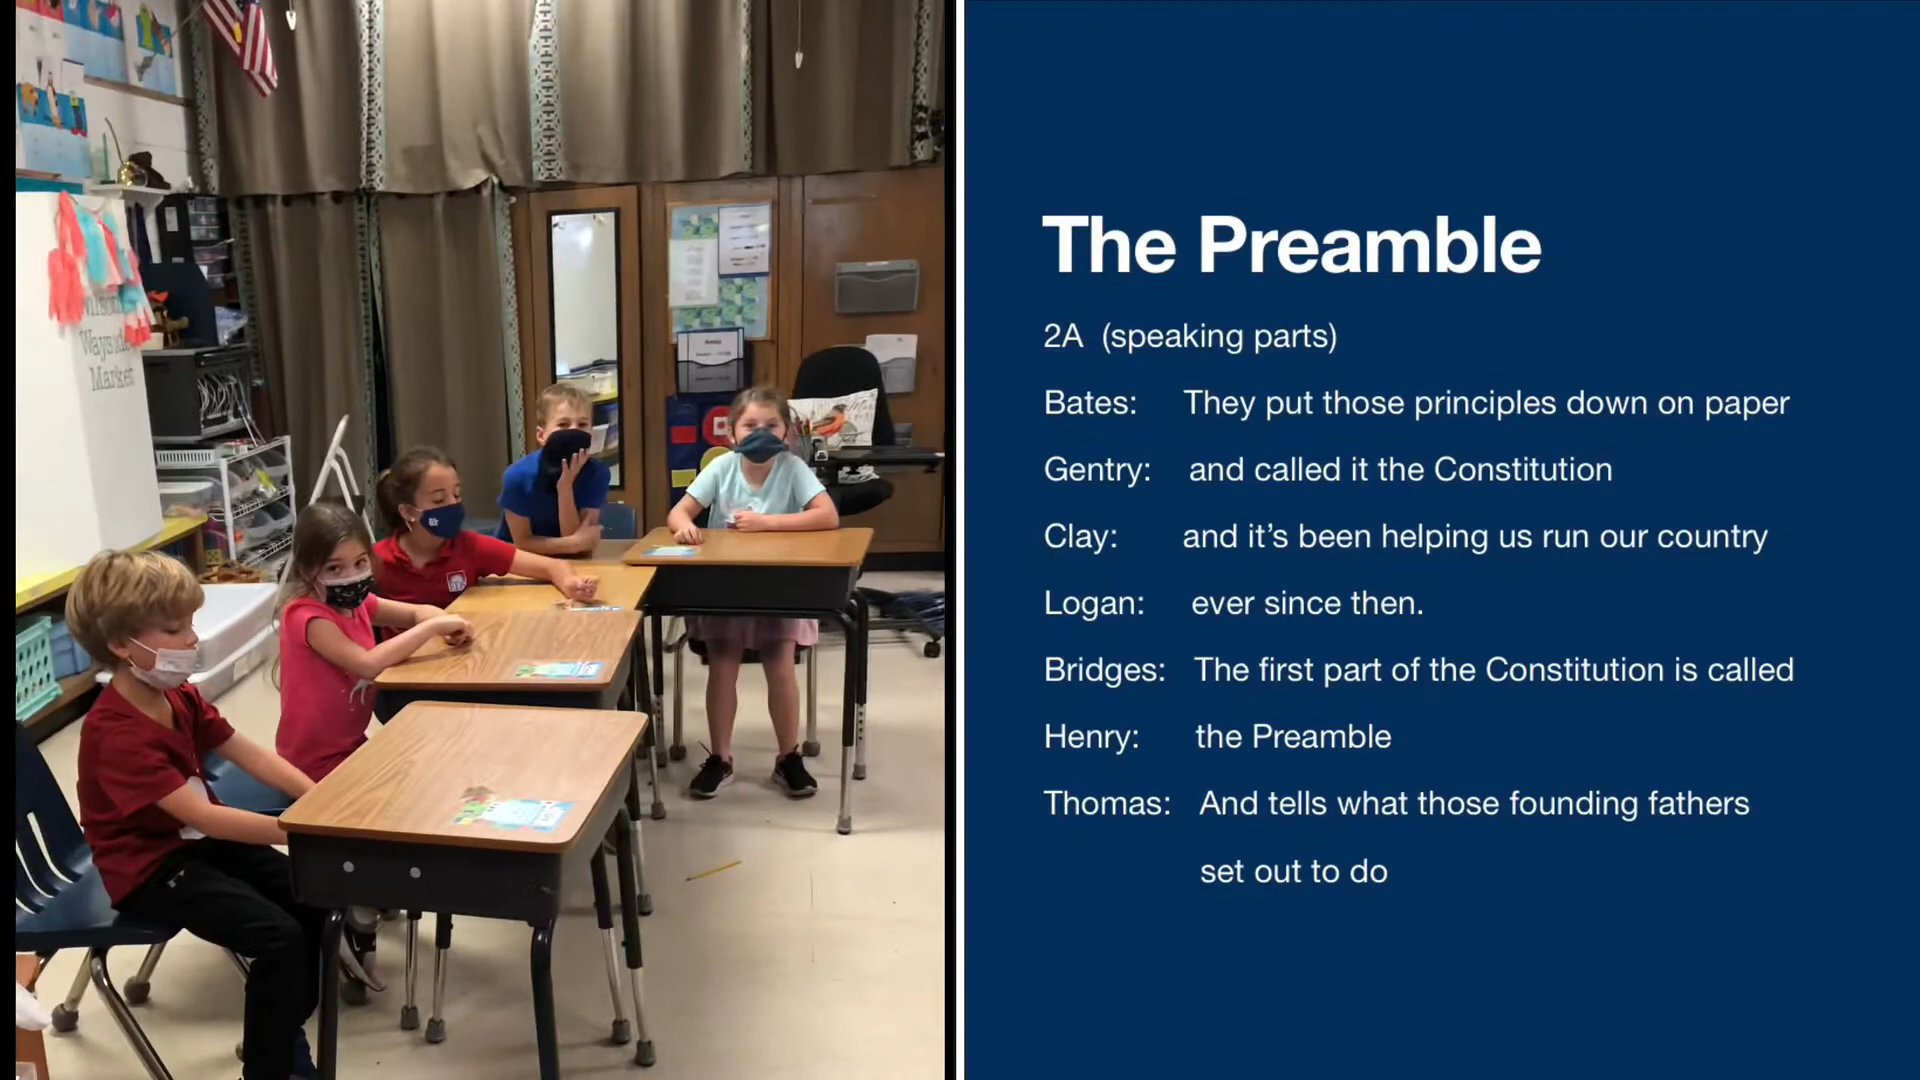 Wayside
Market
The Preamble
2A (speaking parts)
Bates: They put those principles down on paper
Gentry: and called it the Constitution
Clay: and it's been helping us run our country
Logan: ever since then.
Bridges: The first part of the Constitution is called
Henry: the Preamble
Thomas: And tells what those founding fathers
set out to do